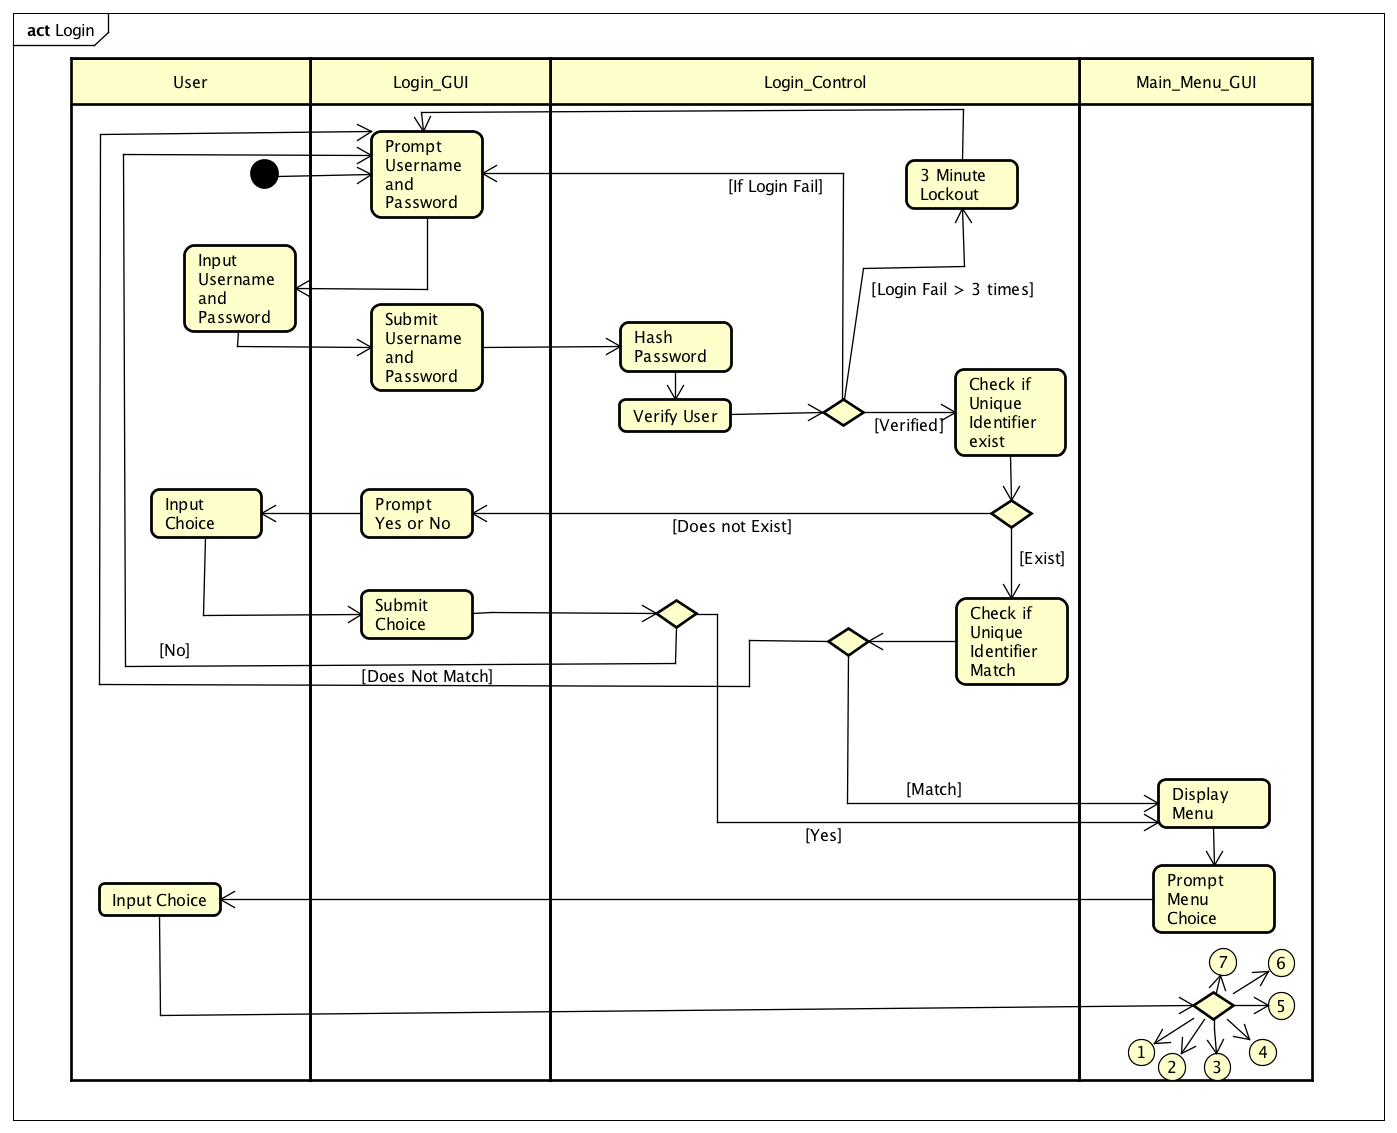 act Login
User
Login_GUI
Login_Control
Main_Menu_GUI
Prompt
Username
and
Password
[If Login Fail]
3 Minute
Lockout
Input
Username
and
Password
[Login Fail > 3 times]
Submit
Username
and
Password
Hash
Password
Verify User
[Verified]
Check if
Unique
Identifier
exist
Input
Choice
Prompt
Yes or No
[Does not Exist]
[Exist]
Submit
Choice
Check if
Unique
Identifier
Match
[No]
[Does Not Match]
[Match]
Display
Menu
[Yes]
Input Choice
Prompt
Menu
Choice
7
6
5
1
2
3
4